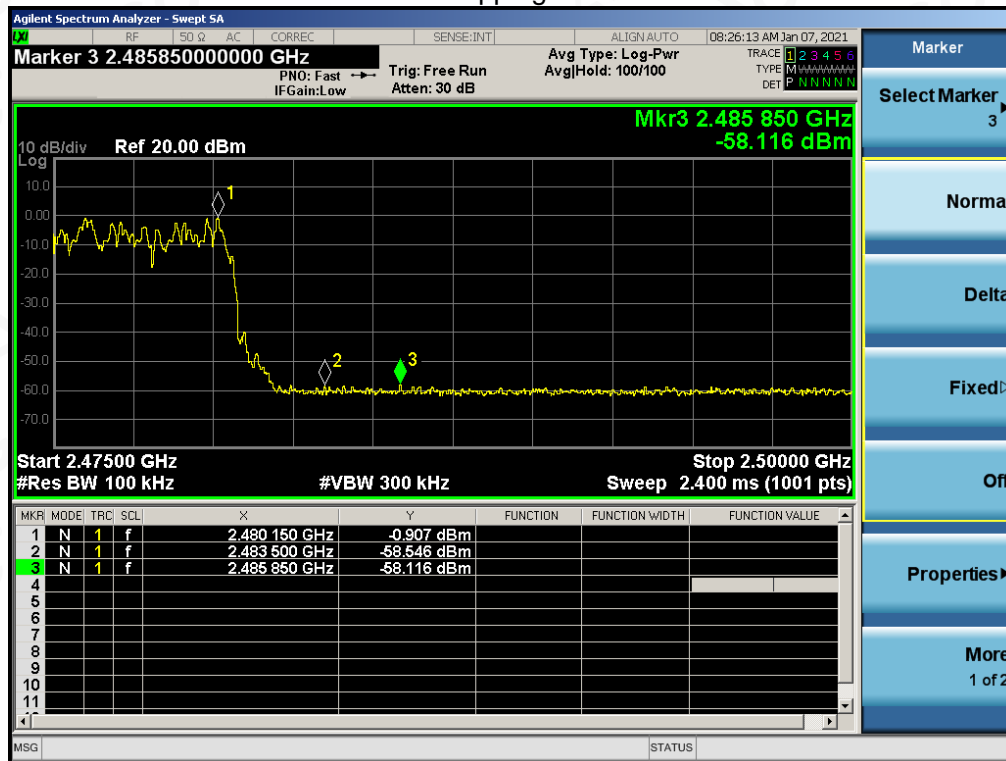 Agilent Spectrum Analyzer - Swept SA
LXI RF 50 Ω AC CORREC SENSE:INT ALIGN AUTO 08:26:13 AM Jan 07, 2021
Marker 3 2.485850000000 GHz
Avg Type: Log-Pwr
TRACE 1 2 3 4 5 6
PNO: Fast
Trig: Free Run
Avg|Hold: 100/100
TYPE M
IFGain:Low
Atten: 30 dB
DET P N N N N N
Mkr3 2.485 850 GHz
-58.116 dBm
10 dB/div Ref 20.00 dBm
Log
10.0
0.00
-10.0
-20.0
-30.0
-40.0
-50.0
-60.0
-70.0
1
2
3
Start 2.47500 GHz Stop 2.50000 GHz
#Res BW 100 kHz #VBW 300 kHz Sweep 2.400 ms (1001 pts)
MKR MODE TRC SCL X Y FUNCTION FUNCTION WIDTH FUNCTION VALUE
1 N 1 f 2.480 150 GHz -0.907 dBm
2 N 1 f 2.483 500 GHz -58.546 dBm
3 N 1 f 2.485 850 GHz -58.116 dBm
4
5
6
7
8
9
10
11
MSG STATUS
Marker
Select Marker
3
Norma
Delta
Fixed
Off
Properties
More
1 of 2